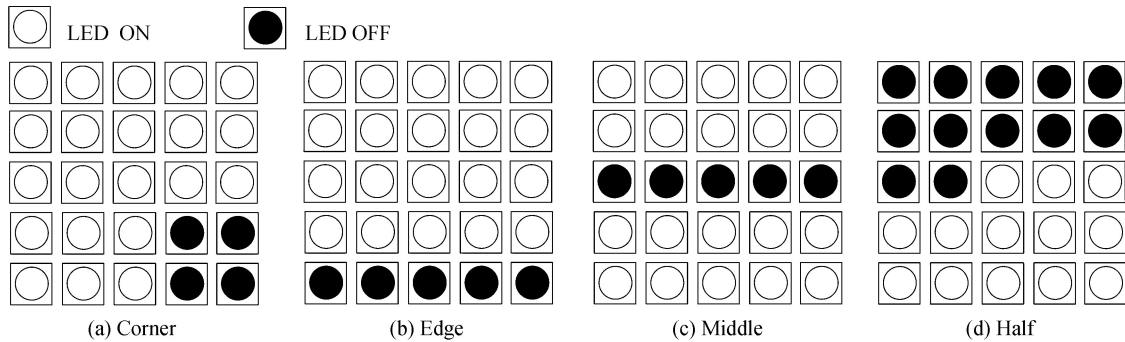 LED ON LED OFF
(a) Corner (b) Edge (c) Middle (d) Half